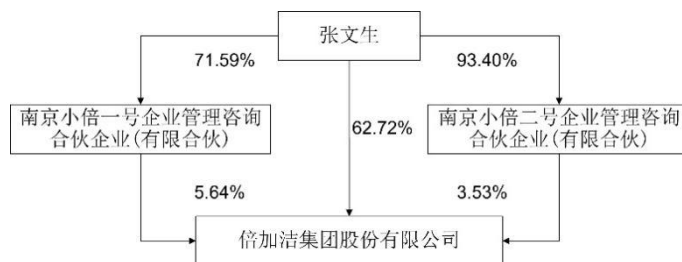 张文生
71.59%
93.40%
南京小倍一号企业管理咨询
合伙企业(有限合伙)
62.72%
南京小倍二号企业管理咨询
合伙企业(有限合伙)
5.64%
3.53%
倍加洁集团股份有限公司